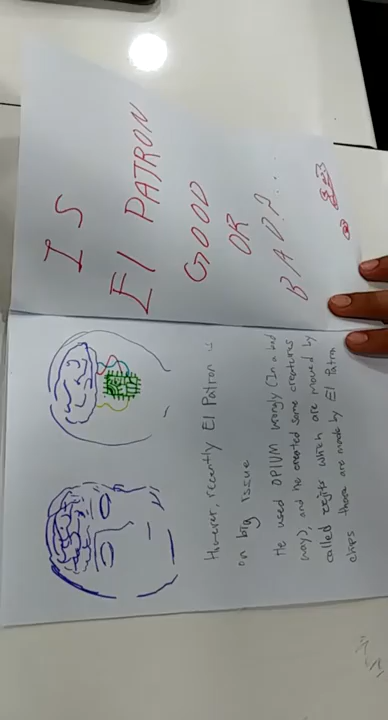 IS
El PATRON
GOOD
OR
BAD?...
However, recently El Patron is
on big issue
He used OPIUM wrongly (In a bad
way), and he created some creatures
called
which are moved by
chips those are made by El Patron